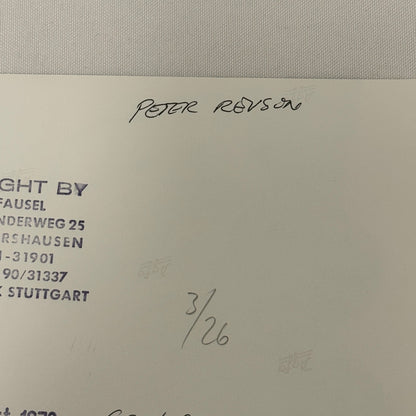 PETER REVSON
GHT BY
FAUSEL
NDERWEG 25
RSHAUSEN
-31901
90/31337
STUTTGART
3/26